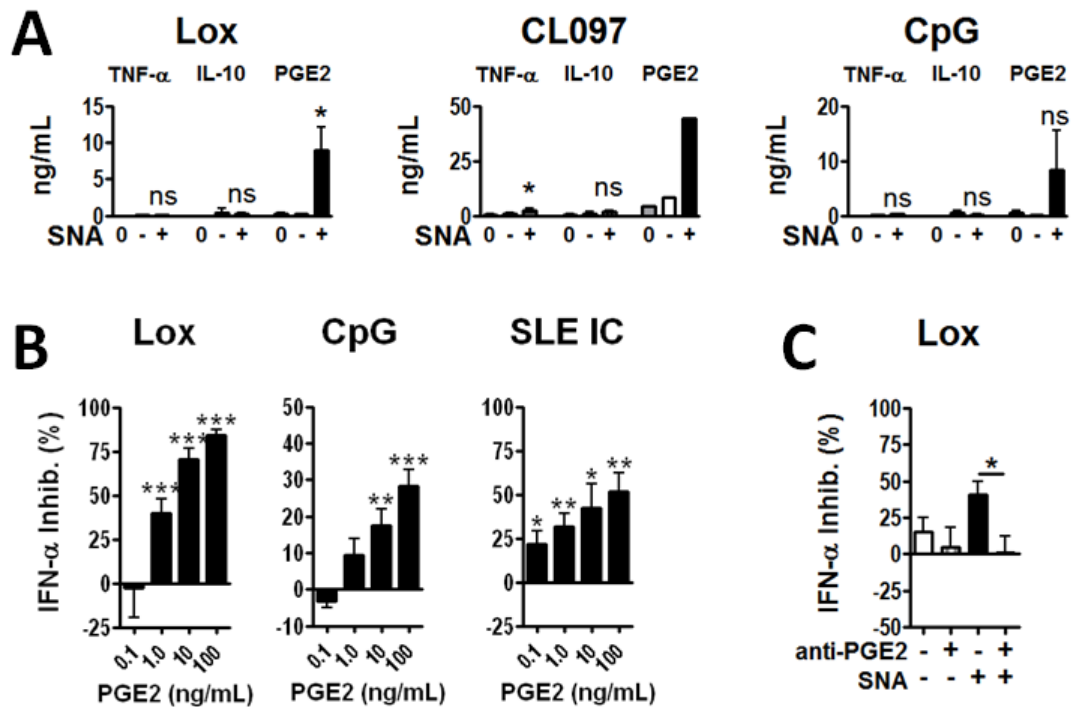 A
Lox CL097 CpG
TNF-α IL-10 PGE2 TNF-α IL-10 PGE2 TNF-α IL-10 PGE2
ng/mL
15
10
5
0
ns ns *
SNA 0 - + 0 - + 0 - +
ng/mL
50
25
0
* ns
SNA 0 - + 0 - + 0 - +
ng/mL
20
10
0
ns ns ns
SNA 0 - + 0 - + 0 - +
B
Lox CpG SLE IC
IFN-α Inhib. (%)
100
75
50
25
0
-25
*** *** ***
0.1 1.0 10 100
PGE2 (ng/mL)
50
40
30
20
10
0
-10
** ***
0.1 1.0 10 100
PGE2 (ng/mL)
100
75
50
25
0
-25
* ** * **
0.1 1.0 10 100
PGE2 (ng/mL)
C
Lox
IFN-α Inhib. (%)
100
75
50
25
0
-25
-50
*
anti-PGE2 - + - +
SNA - - + +